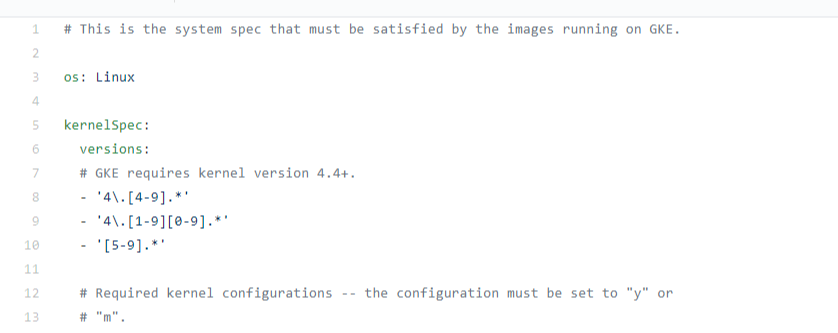 1 # This is the system spec that must be satisfied by the images running on GKE.
2
3 os: Linux
4
5 kernelSpec:
6   versions:
7   # GKE requires kernel version 4.4+.
8   - '4\.[4-9].*'
9   - '4\.[1-9][0-9].*'
10   - '[5-9].*'
11
12   # Required kernel configurations -- the configuration must be set to "y" or
13   # "m".